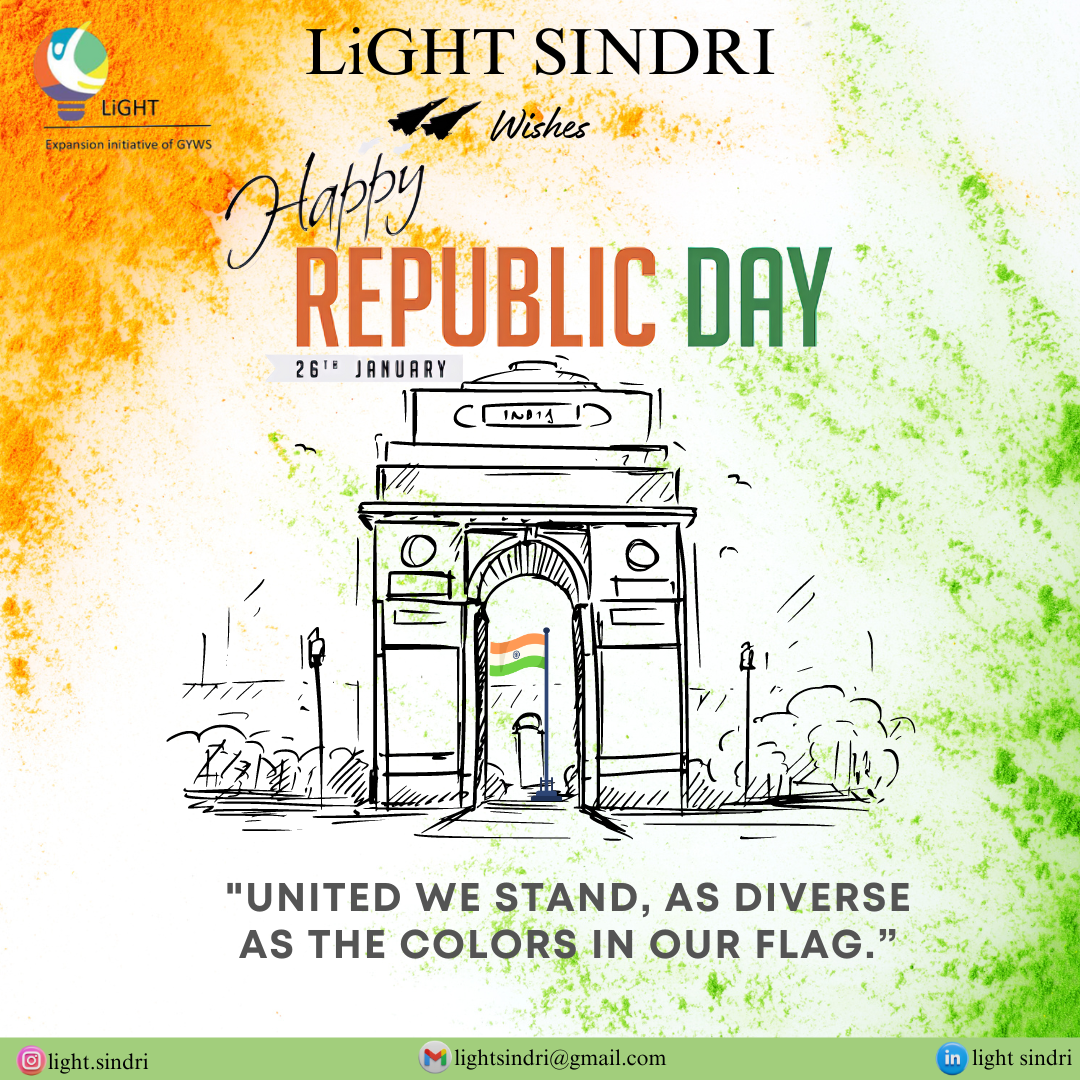 LiGHT SINDRI
LiGHT
Expansion initiative of GYWS
Wishes
Happy
REPUBLIC DAY
26TH JANUARY
INDIA
"UNITED WE STAND, AS DIVERSE
AS THE COLORS IN OUR FLAG.”
light.sindri
lightsindri@gmail.com
in light sindri